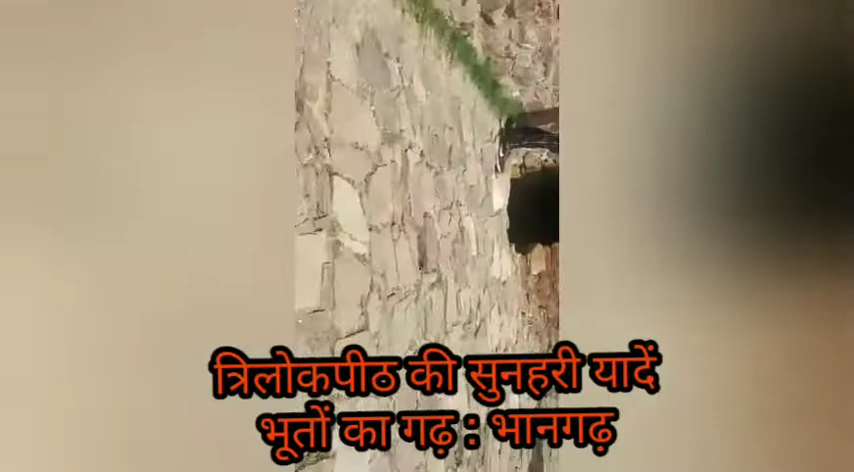 त्रिलोकपीठ की सुनहरी यादें
भूतों का गढ़ : भानगढ़